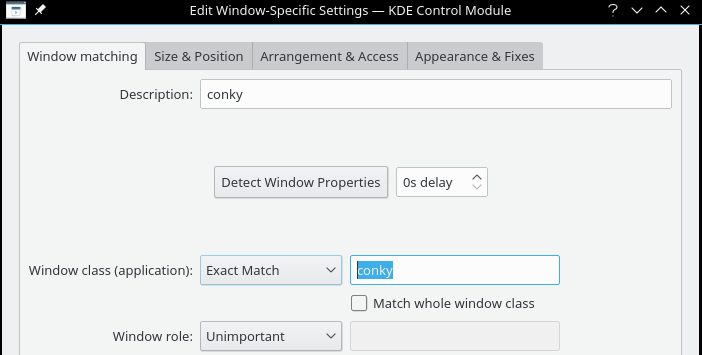 Edit Window-Specific Settings — KDE Control Module ?
Window matching Size & Position Arrangement & Access Appearance & Fixes
Description: conky
Detect Window Properties 0s delay
Window class (application): Exact Match conky
Match whole window class
Window role: Unimportant